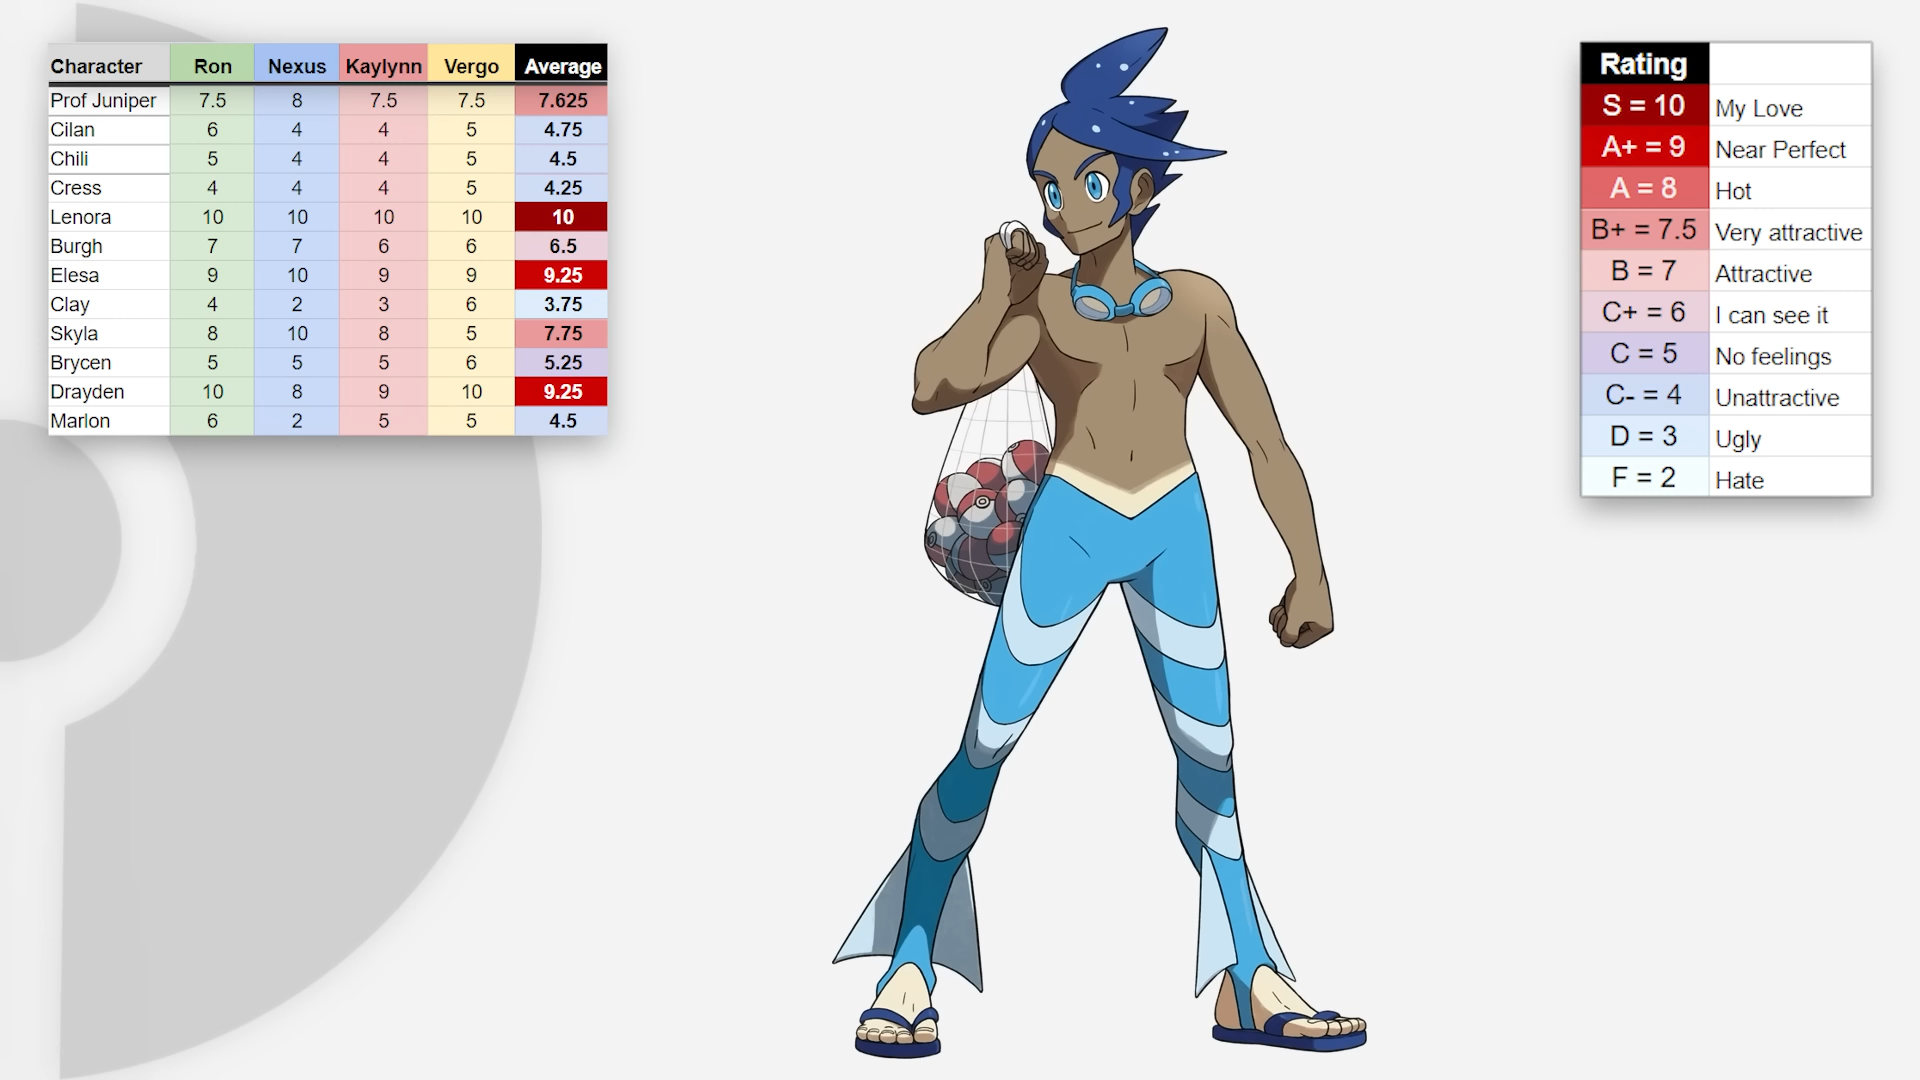 Character Ron Nexus Kaylynn Vergo Average
Prof Juniper 7.5 8 7.5 7.5 7.625
Cilan 6 4 4 5 4.75
Chili 5 4 4 5 4.5
Cress 4 4 4 5 4.25
Lenora 10 10 10 10 10
Burgh 7 7 6 6 6.5
Elesa 9 10 9 9 9.25
Clay 4 2 3 6 3.75
Skyla 8 10 8 5 7.75
Brycen 5 5 5 6 5.25
Drayden 10 8 9 10 9.25
Marlon 6 2 5 5 4.5
Rating
S = 10 My Love
A+ = 9 Near Perfect
A = 8 Hot
B+ = 7.5 Very attractive
B = 7 Attractive
C+ = 6 I can see it
C = 5 No feelings
C- = 4 Unattractive
D = 3 Ugly
F = 2 Hate